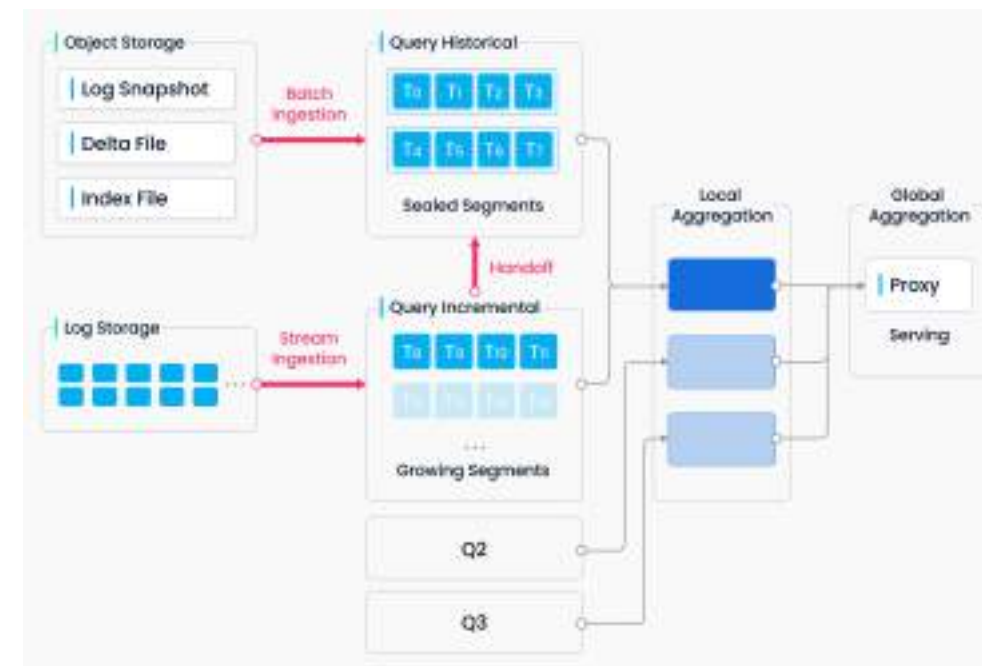 Object Storage
Log Snapshot
Delta File
Index File
Batch
Ingestion
Query Historical
T0 T1 T2 T3
T4 T5 T6 T7
Sealed Segments
Handoff
Log Storage
...
Stream
Ingestion
Query Incremental
T8 T9 T10 T11
...
Growing Segments
Q2
Q3
Local
Aggregation
Global
Aggregation
Proxy
Serving